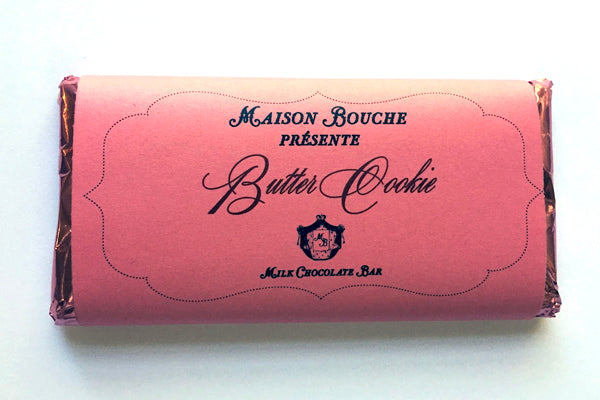 Maison Bouche
présente
Butter Cookie
M
B
Milk Chocolate Bar